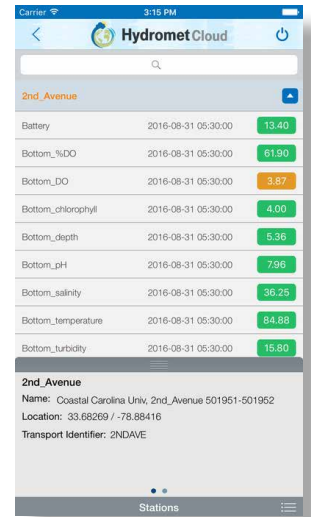 Carrier 3:15 PM
Hydromet Cloud
2nd_Avenue
Battery 2016-08-31 05:30:00 13.40
Bottom_%DO 2016-08-31 05:30:00 61.90
Bottom_DO 2016-08-31 05:30:00 3.87
Bottom_chlorophyll 2016-08-31 05:30:00 4.00
Bottom_depth 2016-08-31 05:30:00 5.36
Bottom_pH 2016-08-31 05:30:00 7.96
Bottom_salinity 2016-08-31 05:30:00 36.25
Bottom_temperature 2016-08-31 05:30:00 84.88
Bottom_turbidity 2016-08-31 05:30:00 15.80
2nd_Avenue
Name: Coastal Carolina Univ, 2nd_Avenue 501951-501952
Location: 33.68269 / -78.88416
Transport Identifier: 2NDAVE
Stations